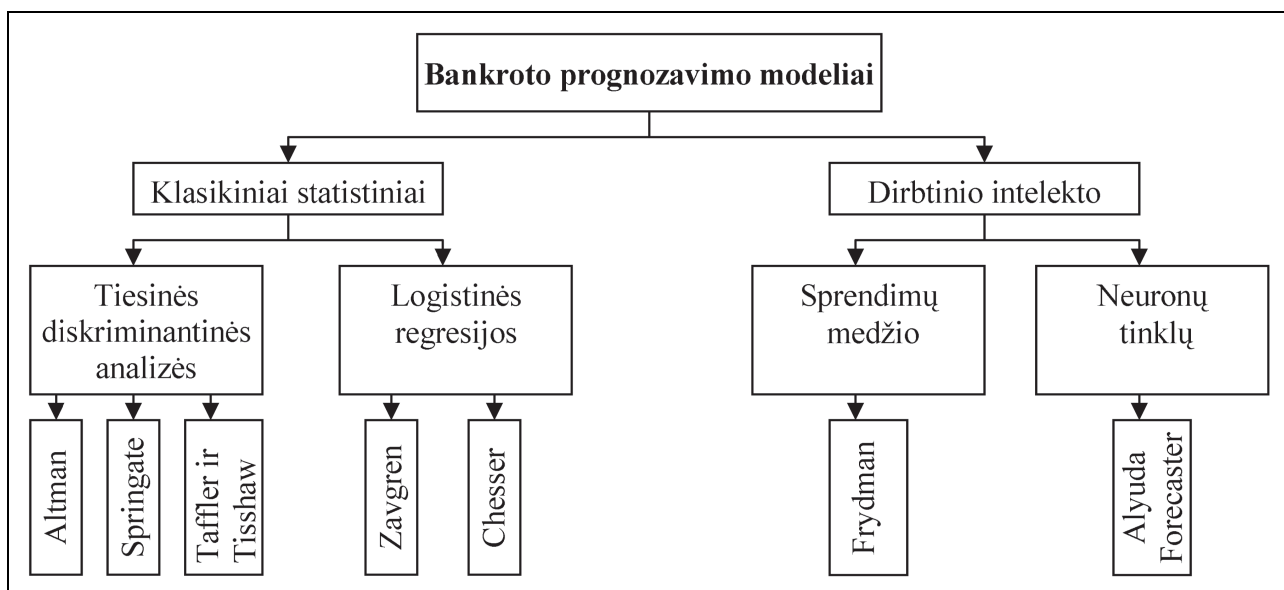 Bankroto prognozavimo modeliai
Klasikiniai statistiniai
Dirbtinio intelekto
Tiesinės
diskriminantinės
analizės
Logistinės
regresijos
Sprendimų
medžio
Neuronų
tinklų
Altman
Springate
Taffler ir
Tisshaw
Zavgren
Chesser
Frydman
Alyuda
Forecaster